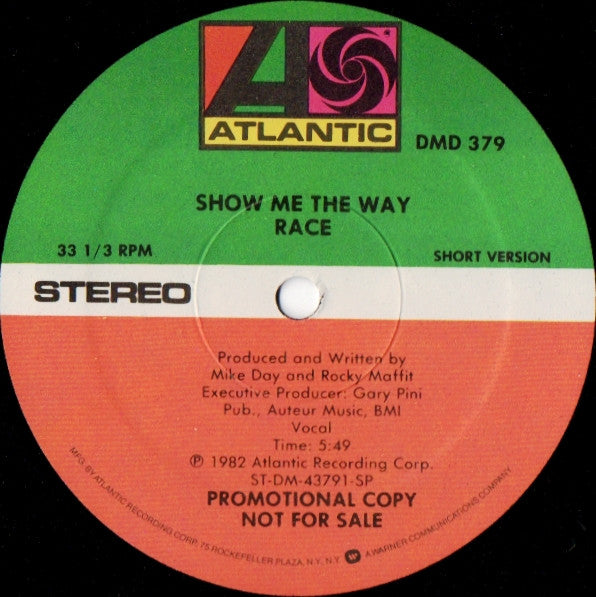 ATLANTIC
DMD 379
SHOW ME THE WAY
RACE
33 1/3 RPM
SHORT VERSION
STEREO
Produced and Written by
Mike Day and Rocky Maffit
Executive Producer: Gary Pini
Pub., Auteur Music, BMI
Vocal
Time: 5:49
℗ 1982 Atlantic Recording Corp.
ST-DM-43791-SP
PROMOTIONAL COPY
NOT FOR SALE
MFG. BY ATLANTIC RECORDING CORP. 75 ROCKEFELLER PLAZA, N.Y., N.Y. A WARNER COMMUNICATIONS COMPANY